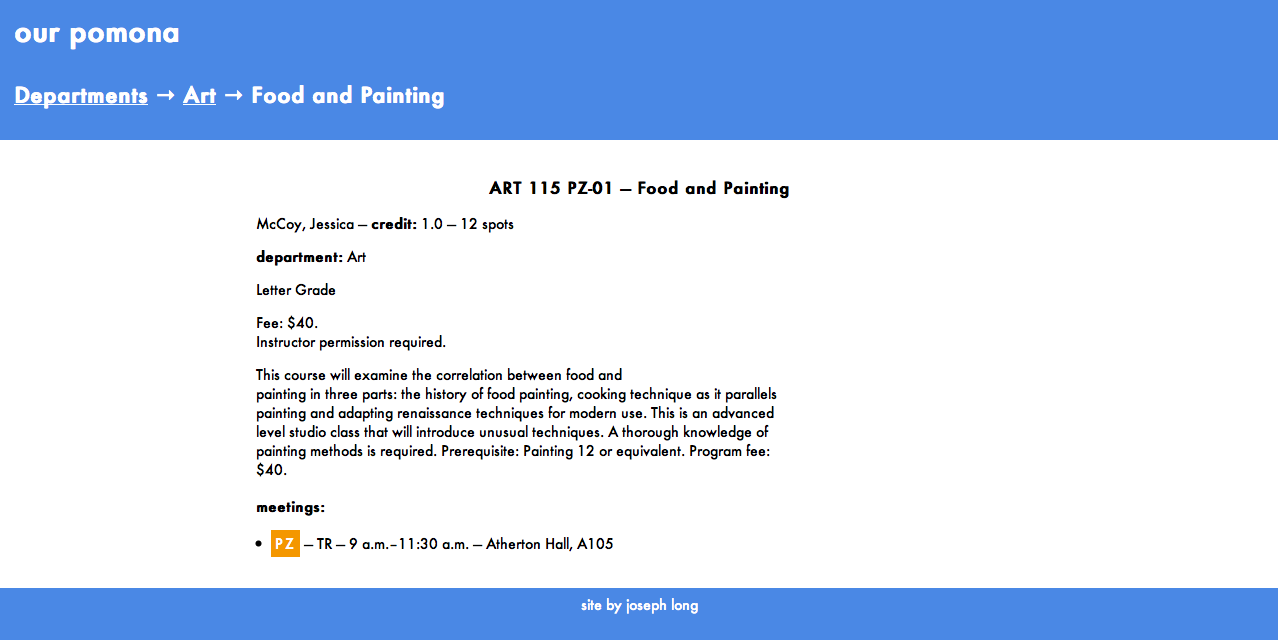 our pomona
Departments → Art → Food and Painting
ART 115 PZ-01 — Food and Painting
McCoy, Jessica — credit: 1.0 — 12 spots
department: Art
Letter Grade
Fee: $40.
Instructor permission required.
This course will examine the correlation between food and
painting in three parts: the history of food painting, cooking technique as it parallels
painting and adapting renaissance techniques for modern use. This is an advanced
level studio class that will introduce unusual techniques. A thorough knowledge of
painting methods is required. Prerequisite: Painting 12 or equivalent. Program fee:
$40.
meetings:
• PZ — TR — 9 a.m.–11:30 a.m. — Atherton Hall, A105
site by joseph long